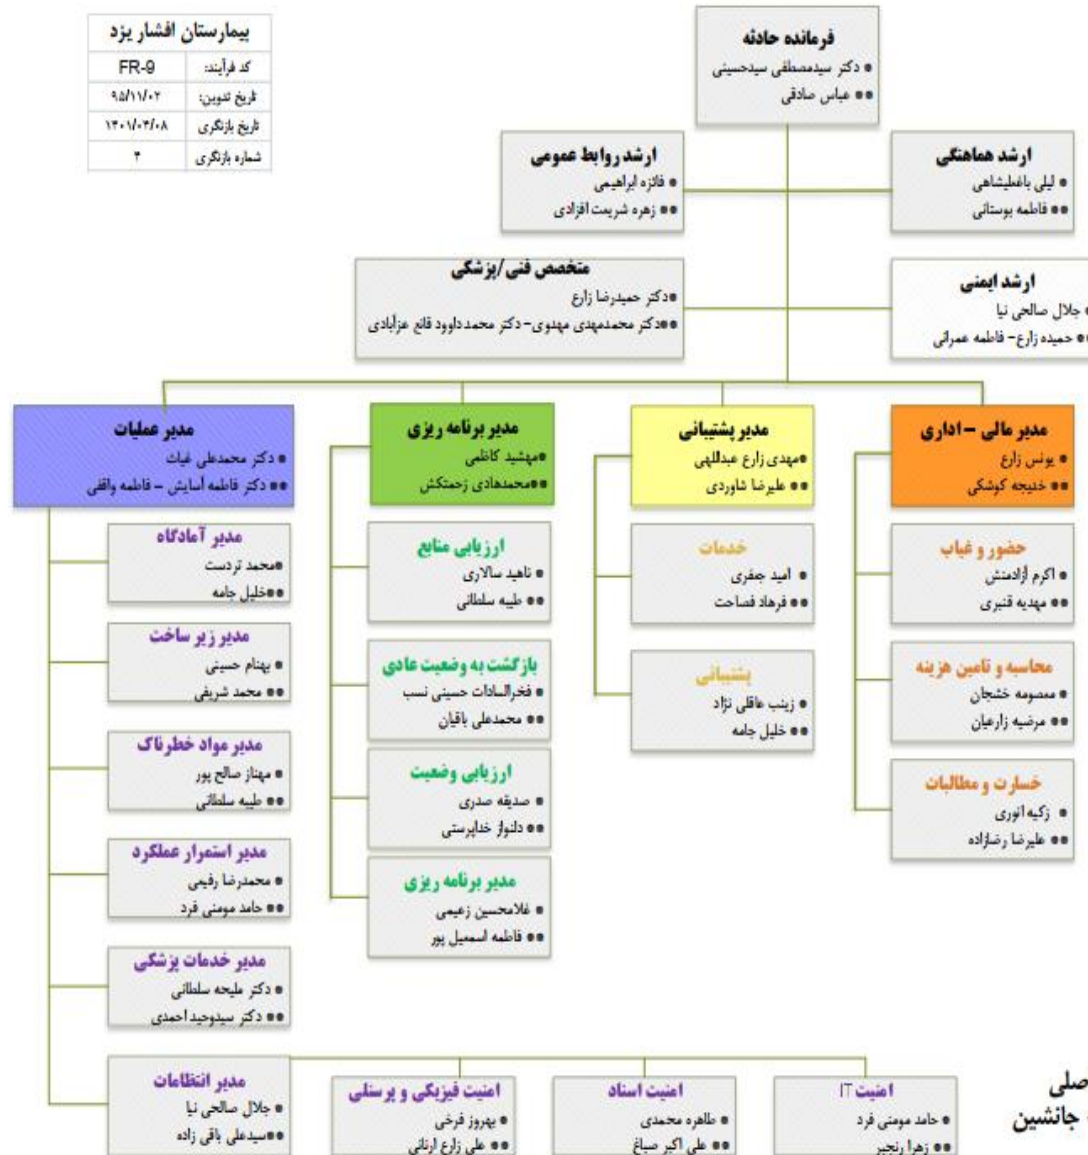 بیمارستان افشار یزد
کد فرآیند: FR-9
تاریخ تدوین: ۹۵/۱۱/۰۲
تاریخ بازنگری ۱۴۰۱/۰۴/۰۸
شماره بازنگری ۴
فرمانده حادثه
● دکتر سیدمصطفی سیدحسینی
●● عباس صادقی
ارشد هماهنگی
● لیلی باغطیشاهی
●● فاطمه بوستانی
ارشد روابط عمومی
● فائزه ابراهیمی
●● زهره شریعت افزادی
ارشد ایمنی
● جلال صالحی نیا
●● حمیده زارع- فاطمه عمرانی
متخصص فنی/پزشکی
●دکتر حمیدرضا زارع
●●دکتر محمدمهدی مهدوی- دکتر محمد داوود قانع عزآبادی
مدیر مالی – اداری
● یونس زارع
●● خدیجه کوشکی
حضور و غیاب
● اکرم آزادمنش
●● مهدیه قنبری
محاسبه و تامین هزینه
● معصومه خشجان
●● مرضیه زارعیان
خسارت و مطالبات
● زکیه انوری
●● علیرضا رضازاده
مدیر پشتیبانی
●مهدی زارع عبداللهی
●● علیرضا شاوردی
خدمات
● امید جعفری
●● فرهاد فصاحت
پشتیبانی
● زینب عاقلی نژاد
●● خلیل جامه
مدیر برنامه ریزی
●مهشید کاظمی
●●محمدهادی زحمتکش
ارزیابی منابع
● ناهید سالاری
●● طیبه سلطانی
بازگشت به وضعیت عادی
● فخرالسادات حسینی نسب
●● محمدعلی باقیان
ارزیابی وضعیت
● صدیقه صدری
●● دلنواز خداپرستی
مدیر برنامه ریزی
● غلامحسین زعیمی
●● فاطمه اسمعیل پور
مدیر عملیات
● دکتر محمدعلی غیاث
●● دکتر فاطمه آسایش – فاطمه واقفی
مدیر آمادگاه
●محمد تردست
●●خلیل جامه
مدیر زیر ساخت
● بهنام حسینی
●● محمد شریفی
مدیر مواد خطرناک
● مهناز صالح پور
●● طیبه سلطانی
مدیر استمرار عملکرد
● محمدرضا رفیعی
●● حامد مومنی فرد
مدیر خدمات پزشکی
● دکتر ملیحه سلطانی
●● دکتر سیدوحید احمدی
مدیر انتظامات
● جلال صالحی نیا
●●سیدعلی باقی زاده
امنیت فیزیکی و پرسنلی
● بهروز فرخی
●● علی زارع ارنانی
امنیت اسناد
● طاهره محمدی
●● علی اکبر صباغ
امنیت IT
● حامد مومنی فرد
●● زهرا رنجبر
اصلی
جانشین